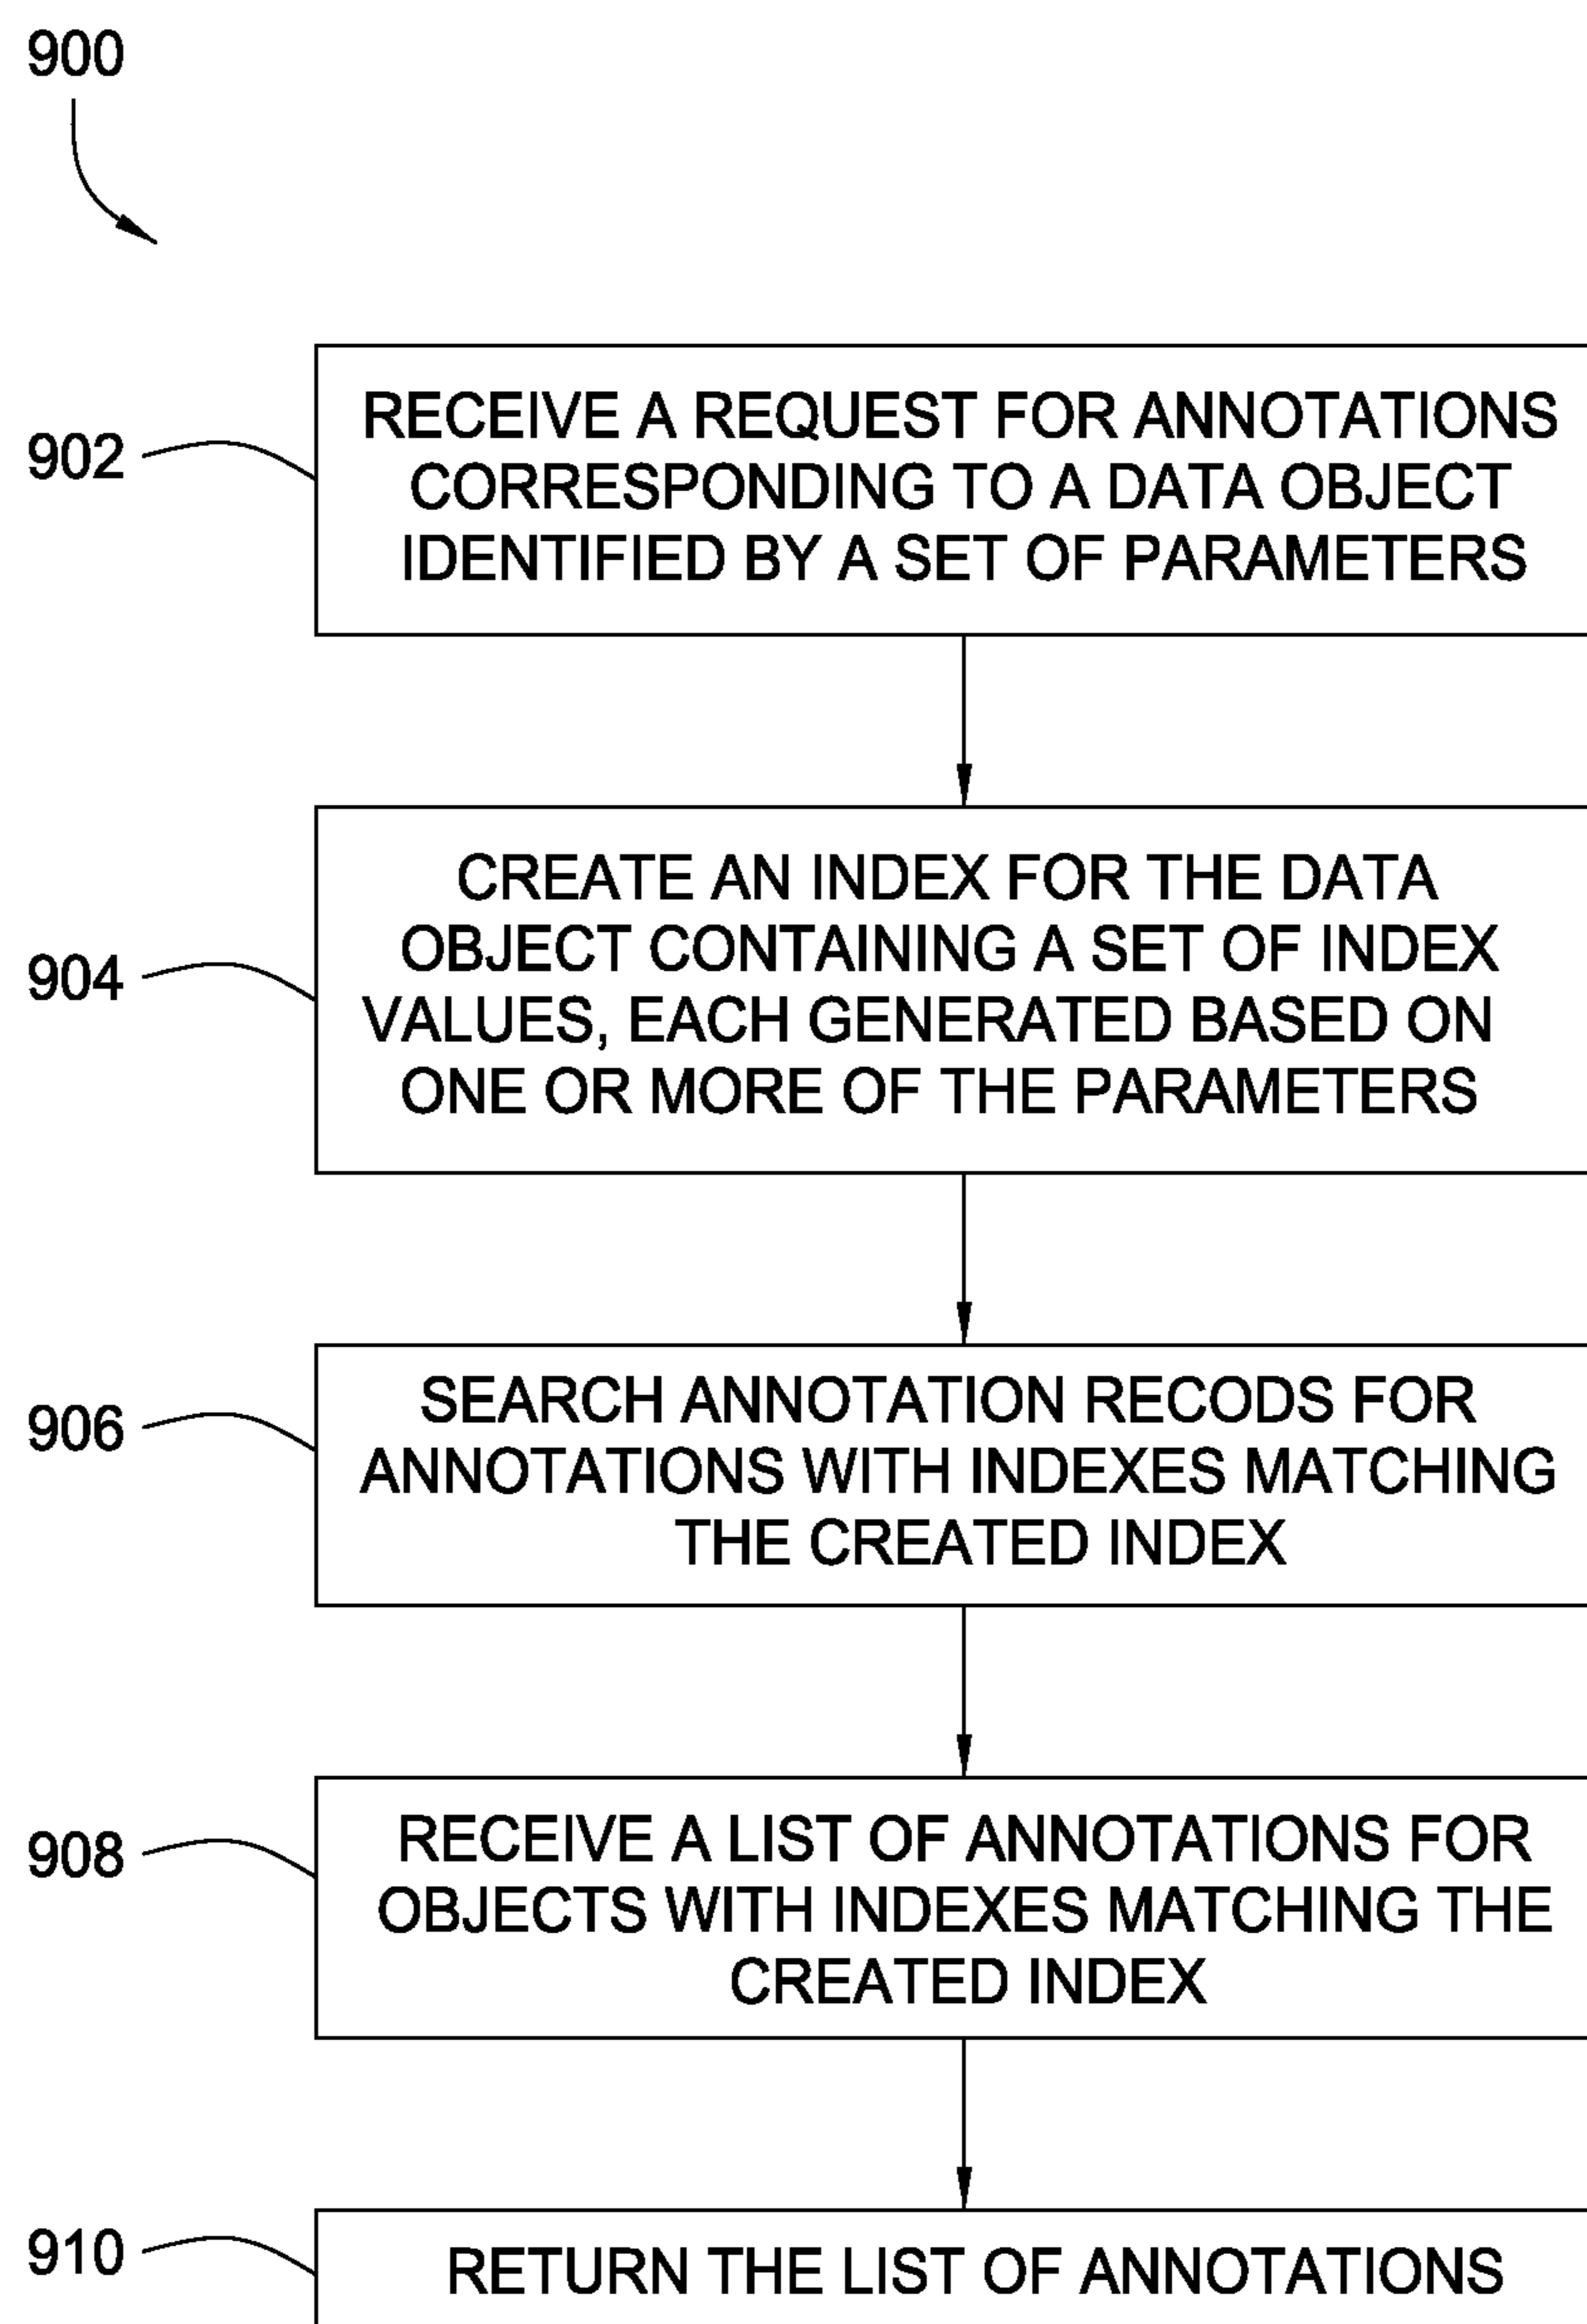 900
902
RECEIVE A REQUEST FOR ANNOTATIONS
CORRESPONDING TO A DATA OBJECT
IDENTIFIED BY A SET OF PARAMETERS
904
CREATE AN INDEX FOR THE DATA
OBJECT CONTAINING A SET OF INDEX
VALUES, EACH GENERATED BASED ON
ONE OR MORE OF THE PARAMETERS
906
SEARCH ANNOTATION RECODS FOR
ANNOTATIONS WITH INDEXES MATCHING
THE CREATED INDEX
908
RECEIVE A LIST OF ANNOTATIONS FOR
OBJECTS WITH INDEXES MATCHING THE
CREATED INDEX
910
RETURN THE LIST OF ANNOTATIONS